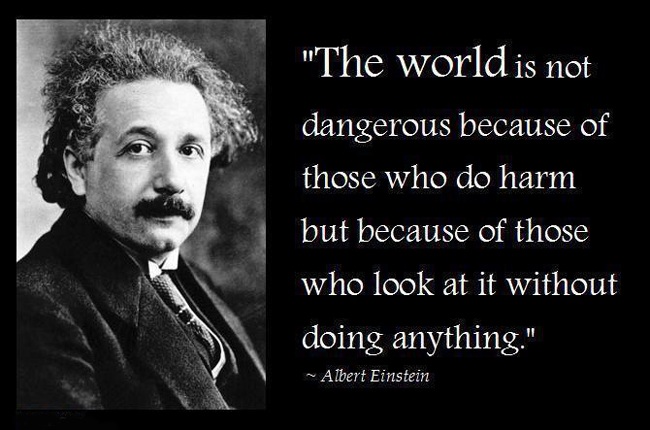 "The world is not
dangerous because of
those who do harm
but because of those
who look at it without
doing anything."
~ Albert Einstein